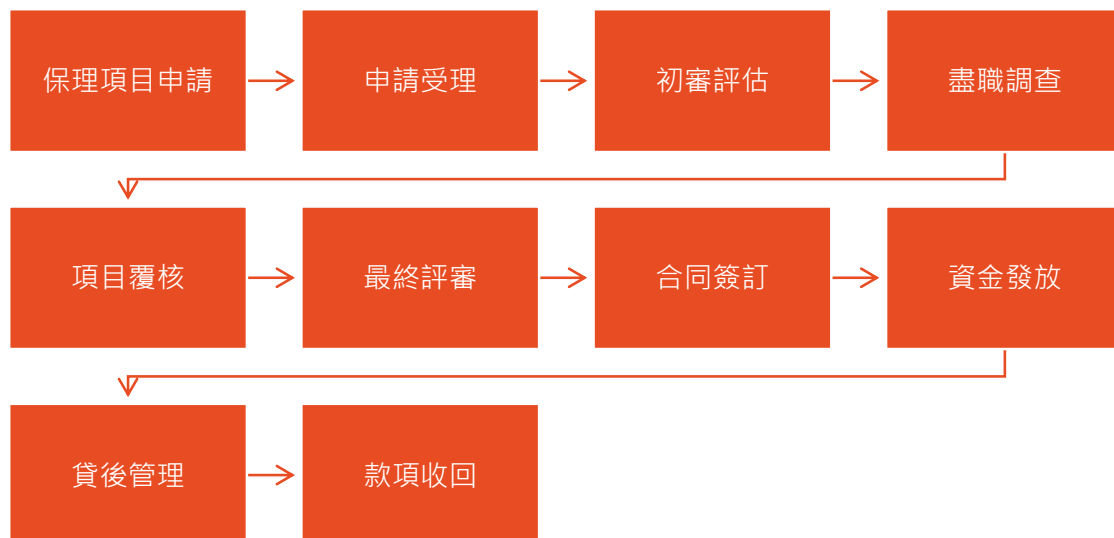 保理項目申請
申請受理
初審評估
盡職調查
項目覆核
最終評審
合同簽訂
資金發放
貸後管理
款項收回